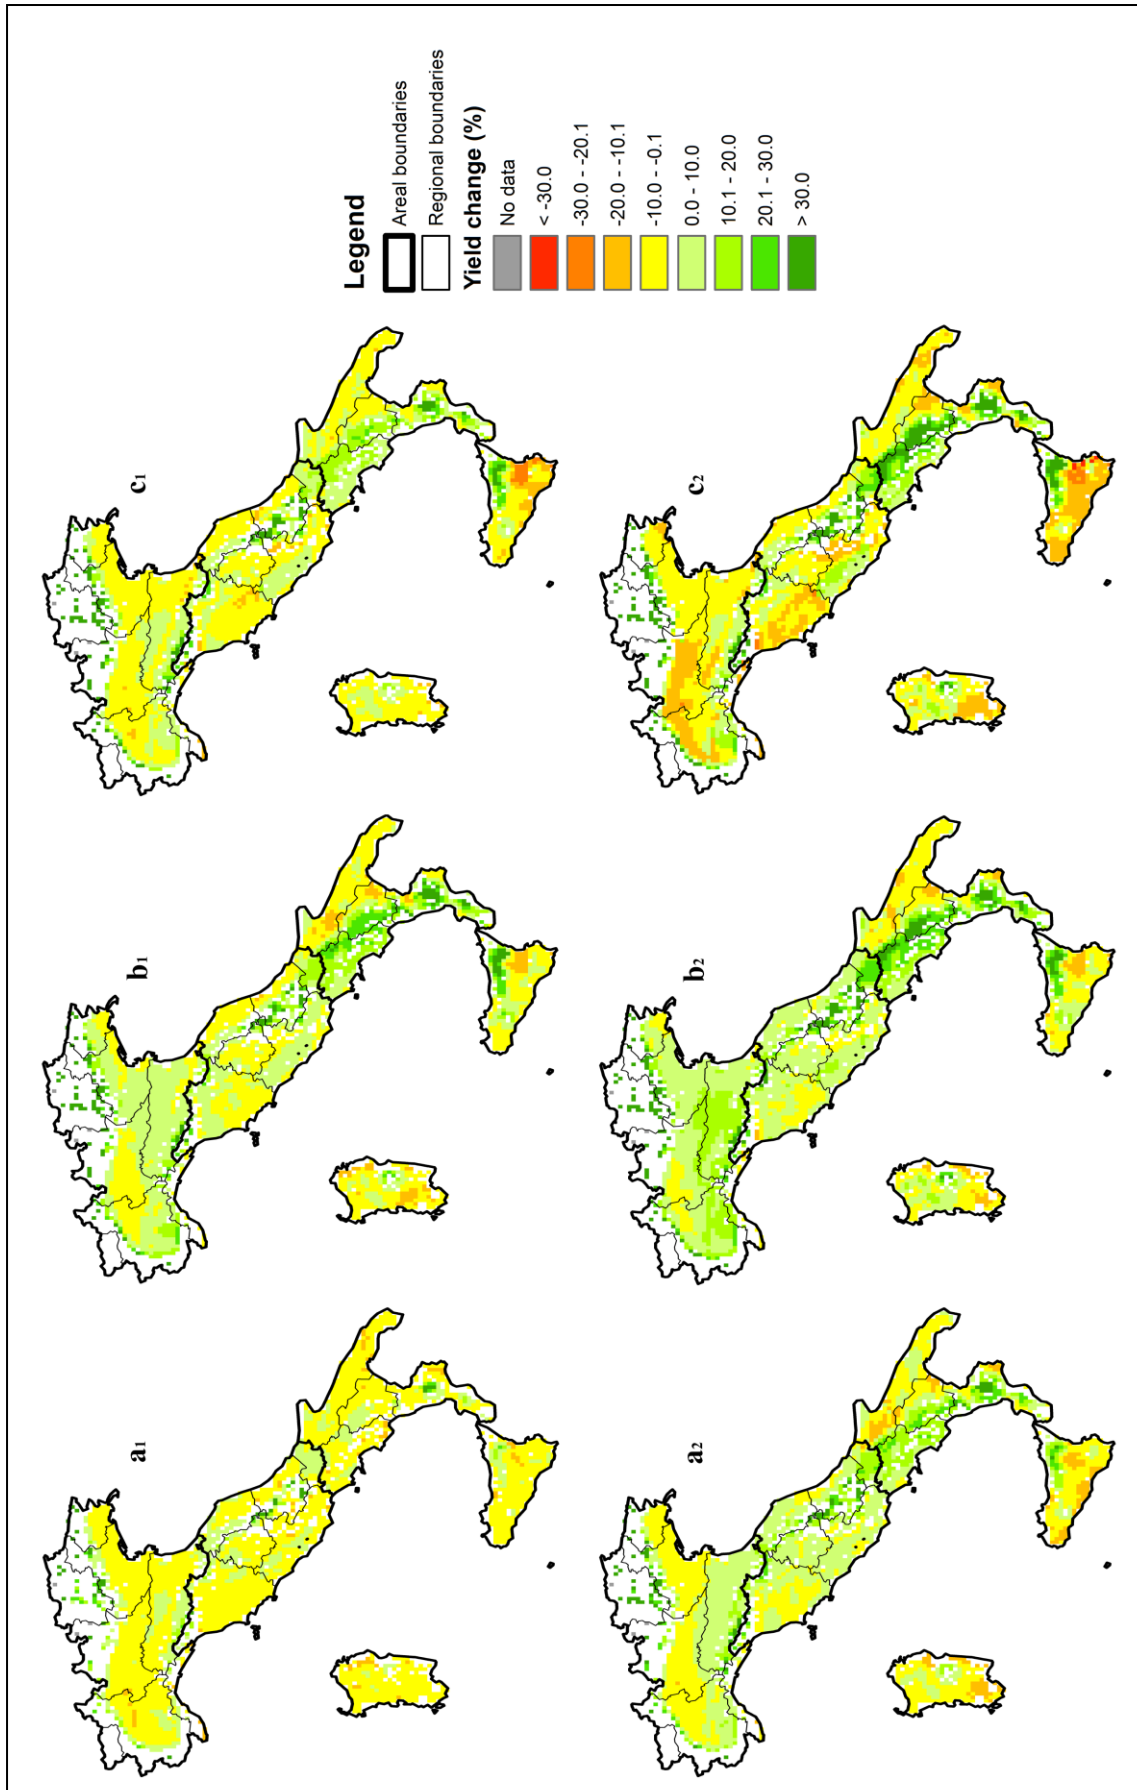 a1
b1
c1
a2
b2
c2
Legend
Areal boundaries
Regional boundaries
Yield change (%)
No data
< -30.0
-30.0 - -20.1
-20.0 - -10.1
-10.0 - -0.1
0.0 - 10.0
10.1 - 20.0
20.1 - 30.0
> 30.0